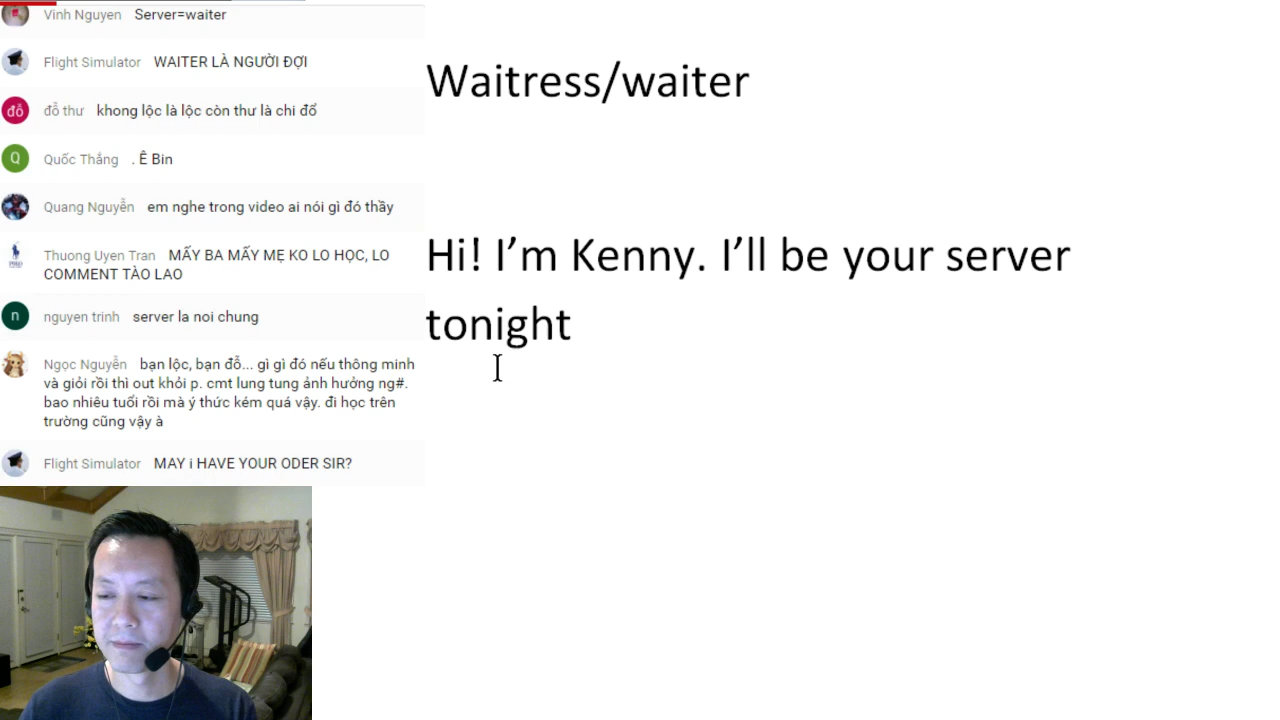 Vinh Nguyen Server=waiter
Flight Simulator WAITER LÀ NGƯỜI ĐỢI
đỗ
đỗ thư khong lộc là lộc còn thư là chi đổ
Q
Quốc Thắng . Ê Bin
Quang Nguyễn em nghe trong video ai nói gì đó thầy
Thuong Uyen Tran MẤY BA MẤY MẸ KO LO HỌC, LO
COMMENT TÀO LAO
n
nguyen trinh server la noi chung
Ngọc Nguyễn bạn lộc, bạn đỗ... gì gì đó nếu thông minh
và giỏi rồi thì out khỏi p. cmt lung tung ảnh hưởng ng#.
bao nhiêu tuổi rồi mà ý thức kém quá vậy. đi học trên
trường cũng vậy à
Flight Simulator MAY i HAVE YOUR ODER SIR?
Waitress/waiter
Hi! I’m Kenny. I’ll be your server
tonight